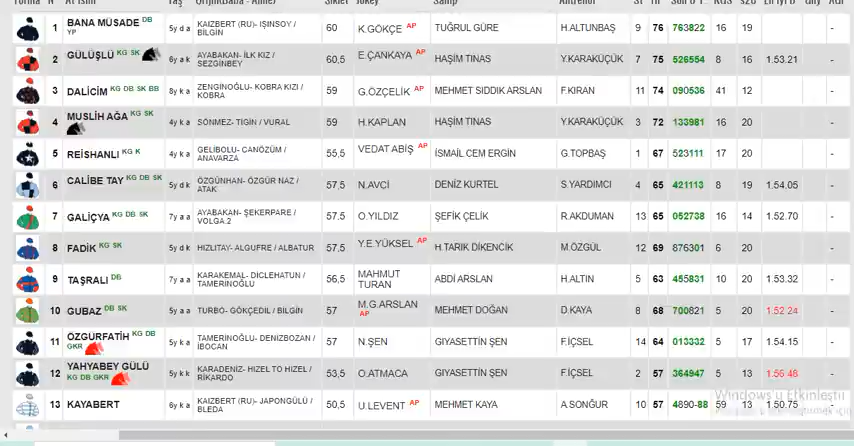 N At İsmi Yaş Orijin(Baba - Anne) Sıklet Jokey Sahip Antrenör St HP Son 6 Y. KGS s20 En İyi D Gny AGF
1 BANA MÜSADE DB YP 5y d a KAIZBERT (RU)- IŞINSOY / BİLGİN 60 K.GÖKÇE AP TUĞRUL GÜRE H.ALTUNBAŞ 9 76 763822 16 19 -
2 GÜLÜŞLÜ KG SK 6y a k AYABAKAN- İLK KIZ / SEZGİNBEY 60,5 E.ÇANKAYA AP HAŞİM TINAS Y.KARAKÜÇÜK 7 75 526554 8 16 1.53.21 -
3 DALİCİM KG DB SK BB 8y k a ZENGİNOĞLU- KOBRA KIZI / KOBRA 59 G.ÖZÇELİK AP MEHMET SIDDIK ARSLAN F.KIRAN 11 74 090536 41 12 -
4 MUSLİH AĞA KG SK 4y k a SÖNMEZ- TIGIN / VURAL 59 H.KAPLAN HAŞİM TINAS Y.KARAKÜÇÜK 3 72 133981 16 20 -
5 REİSHANLI KG K 4y k a GELİBOLU- CANÖZÜM / ANAVARZA 55,5 VEDAT ABİŞ AP İSMAİL CEM ERGİN G.TOPBAŞ 1 67 523111 17 20 -
6 CALİBE TAY KG DB SK 5y d k ÖZGÜNHAN- ÖZGÜR NAZ / ATAK 57,5 N.AVCİ DENİZ KURTEL S.YARDIMCI 4 65 421113 8 19 1.54.05 -
7 GALİÇYA KG DB SK 7y a a AYABAKAN- ŞEKERPARE / VOLGA.2 57,5 O.YILDIZ ŞEFİK ÇELİK R.AKDUMAN 13 65 052738 16 14 1.52.70 -
8 FADİK KG SK 5y d k HIZLITAY- ALGUFRE / ALBATUR 57,5 Y.E.YÜKSEL AP H.TARIK DİKENCİK M.ÖZGÜL 12 69 876301 6 20 -
9 TAŞRALI DB 7y a a KARAKEMAL- DİCLEHATUN / TAMERİNOĞLU 56,5 MAHMUT TURAN ABDİ ARSLAN H.ALTIN 5 63 455831 10 20 1.53.32 -
10 GUBAZ DB SK 5y a a TURBO- GÖKÇEDİL / BİLGİN 57 M.G.ARSLAN AP MEHMET DOĞAN D.KAYA 8 68 700821 5 20 1.52.24 -
11 ÖZGÜRFATİH KG DB GKR 5y k a TAMERİNOĞLU- DENİZBOZAN / İBOCAN 57 N.ŞEN GIYASETTİN ŞEN F.İÇSEL 14 64 013332 5 17 1.54.15 -
12 YAHYABEY GÜLÜ KG DB GKR 5y k k KARADENİZ- HIZEL TO HIZEL / RİKARDO 53,5 O.ATMACA GIYASETTİN ŞEN F.İÇSEL 2 57 364947 5 13 1.56.48 -
13 KAYABERT 6y k a KAIZBERT (RU)- JAPONGÜLÜ / BLEDA 50,5 U.LEVENT AP MEHMET KAYA A.SONĞUR 10 57 4890-88 59 13 1.50.75 -
Windows'u Etkinleştir